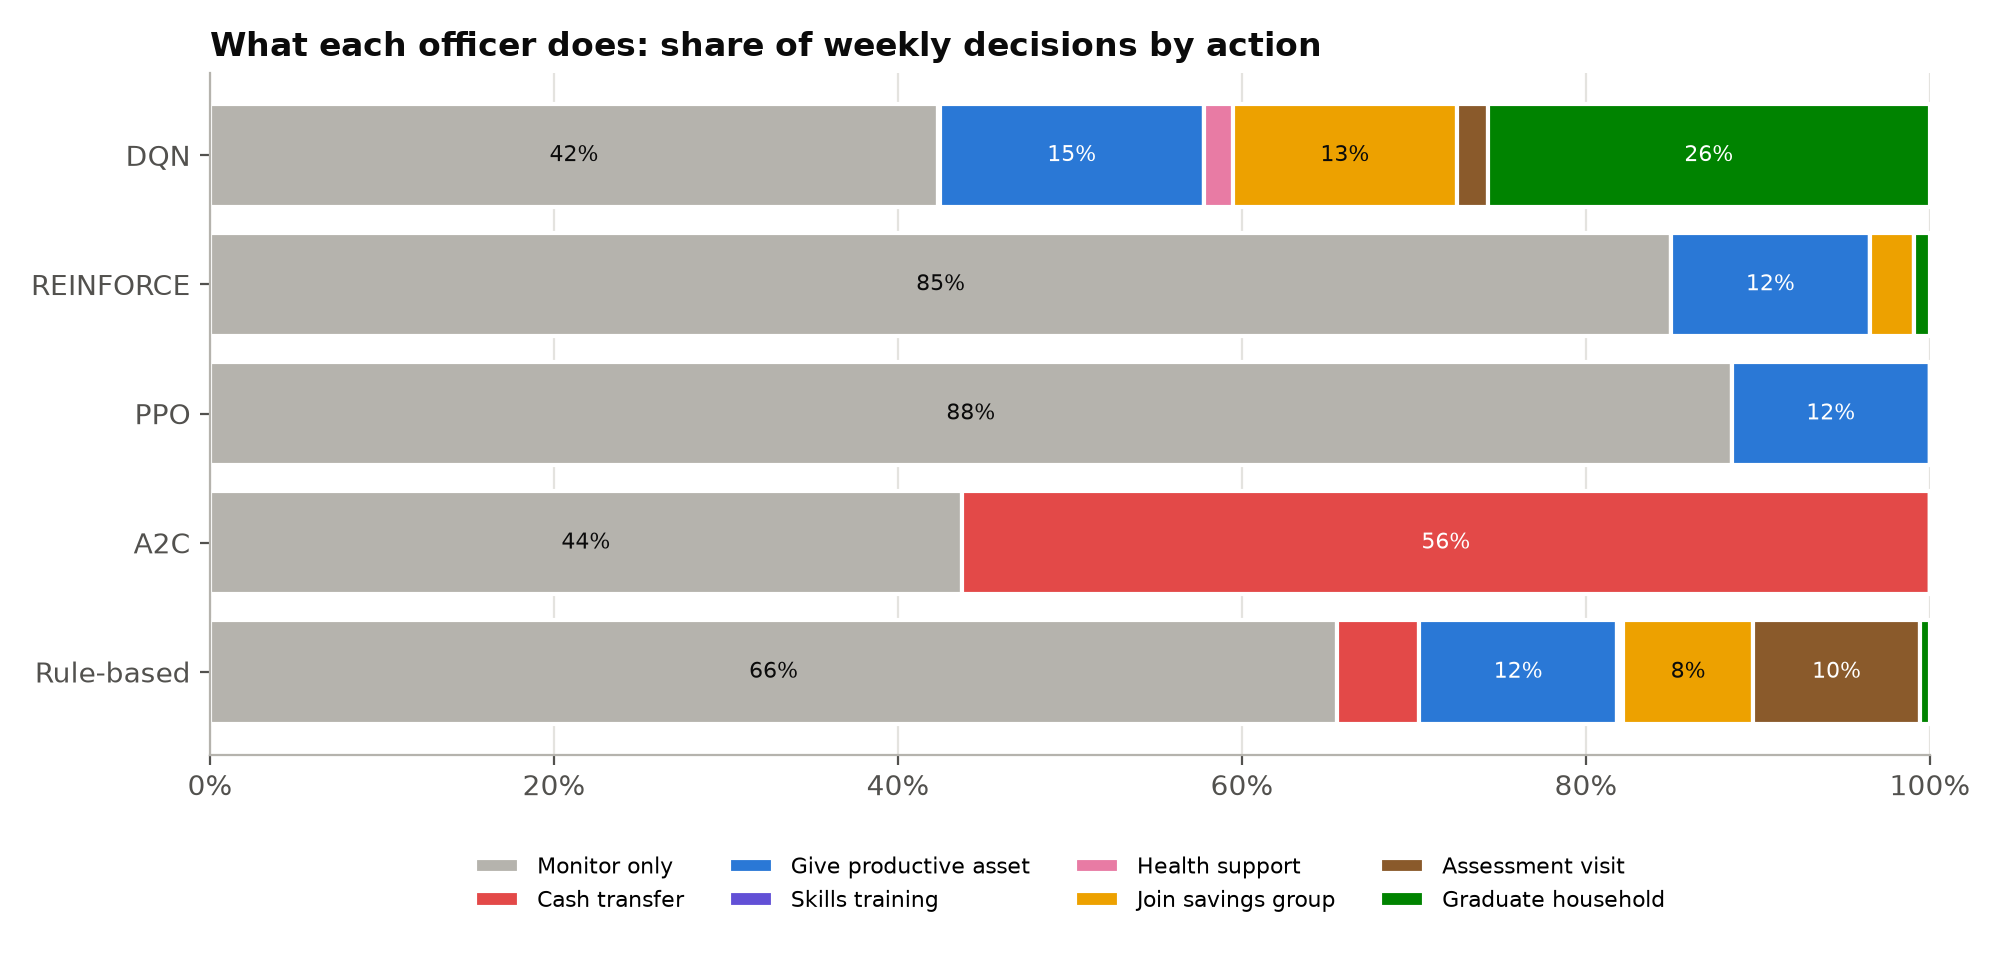 What each officer does: share of weekly decisions by action
DQN
42%
15%
13%
26%
REINFORCE
85%
12%
PPO
88%
12%
A2C
44%
56%
Rule-based
66%
12%
8%
10%
0%
20%
40%
60%
80%
100%
Monitor only
Give productive asset
Health support
Assessment visit
Cash transfer
Skills training
Join savings group
Graduate household